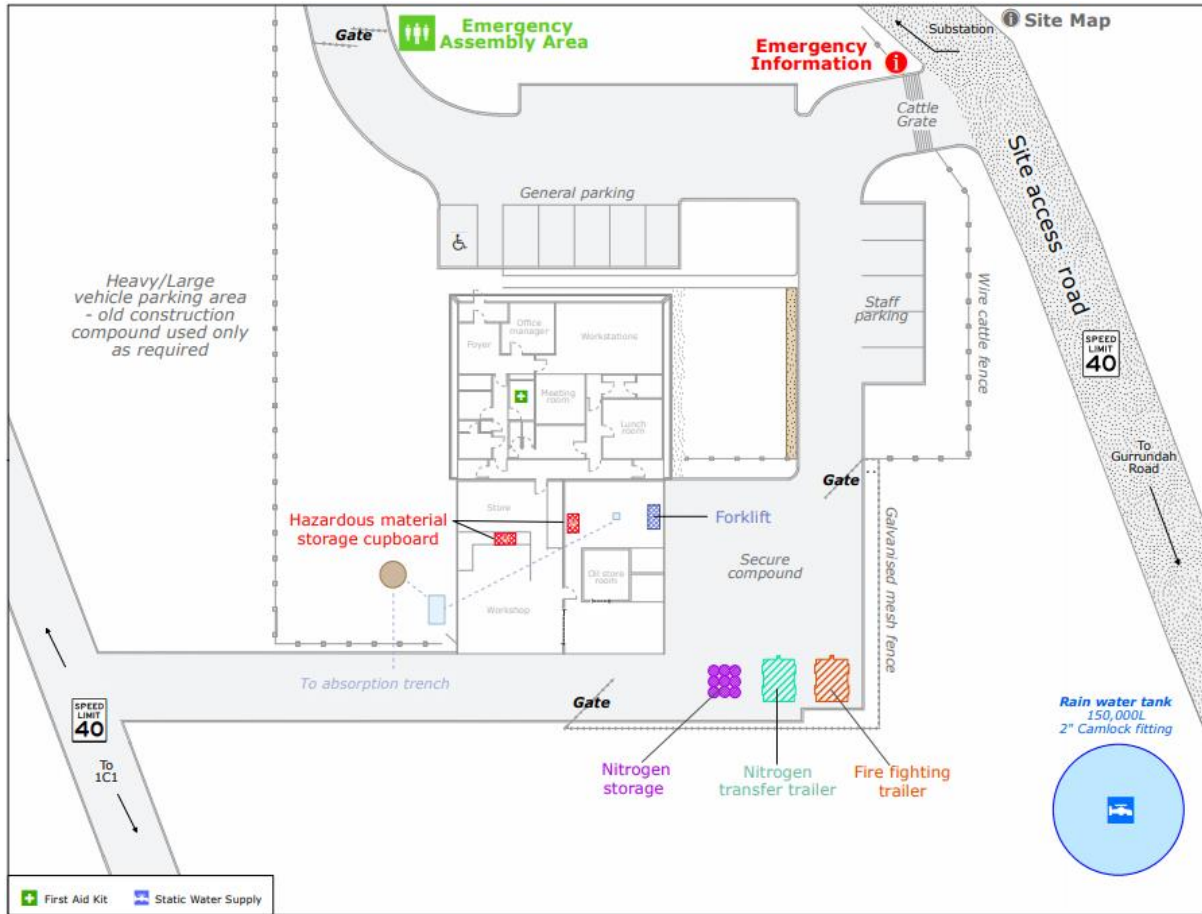 Gate
Emergency
Assembly Area
Emergency
Information
Substation
Site Map
Cattle
Grate
Site access road
General parking
Heavy/Large
vehicle parking area
- old construction
compound used only
as required
Office
manager
Foyer
Workstations
Staff
parking
Wire cattle fence
SPEED
LIMIT
40
Meeting
room
Lunch
room
To
Gurrundah
Road
Gate
Store
Hazardous material
storage cupboard
Forklift
Galvanised mesh fence
Secure
compound
Oil store
room
Workshop
To absorption trench
Gate
SPEED
LIMIT
40
To
1C1
Rain water tank
150,000L
2" Camlock fitting
Nitrogen
storage
Nitrogen
transfer trailer
Fire fighting
trailer
First Aid Kit
Static Water Supply